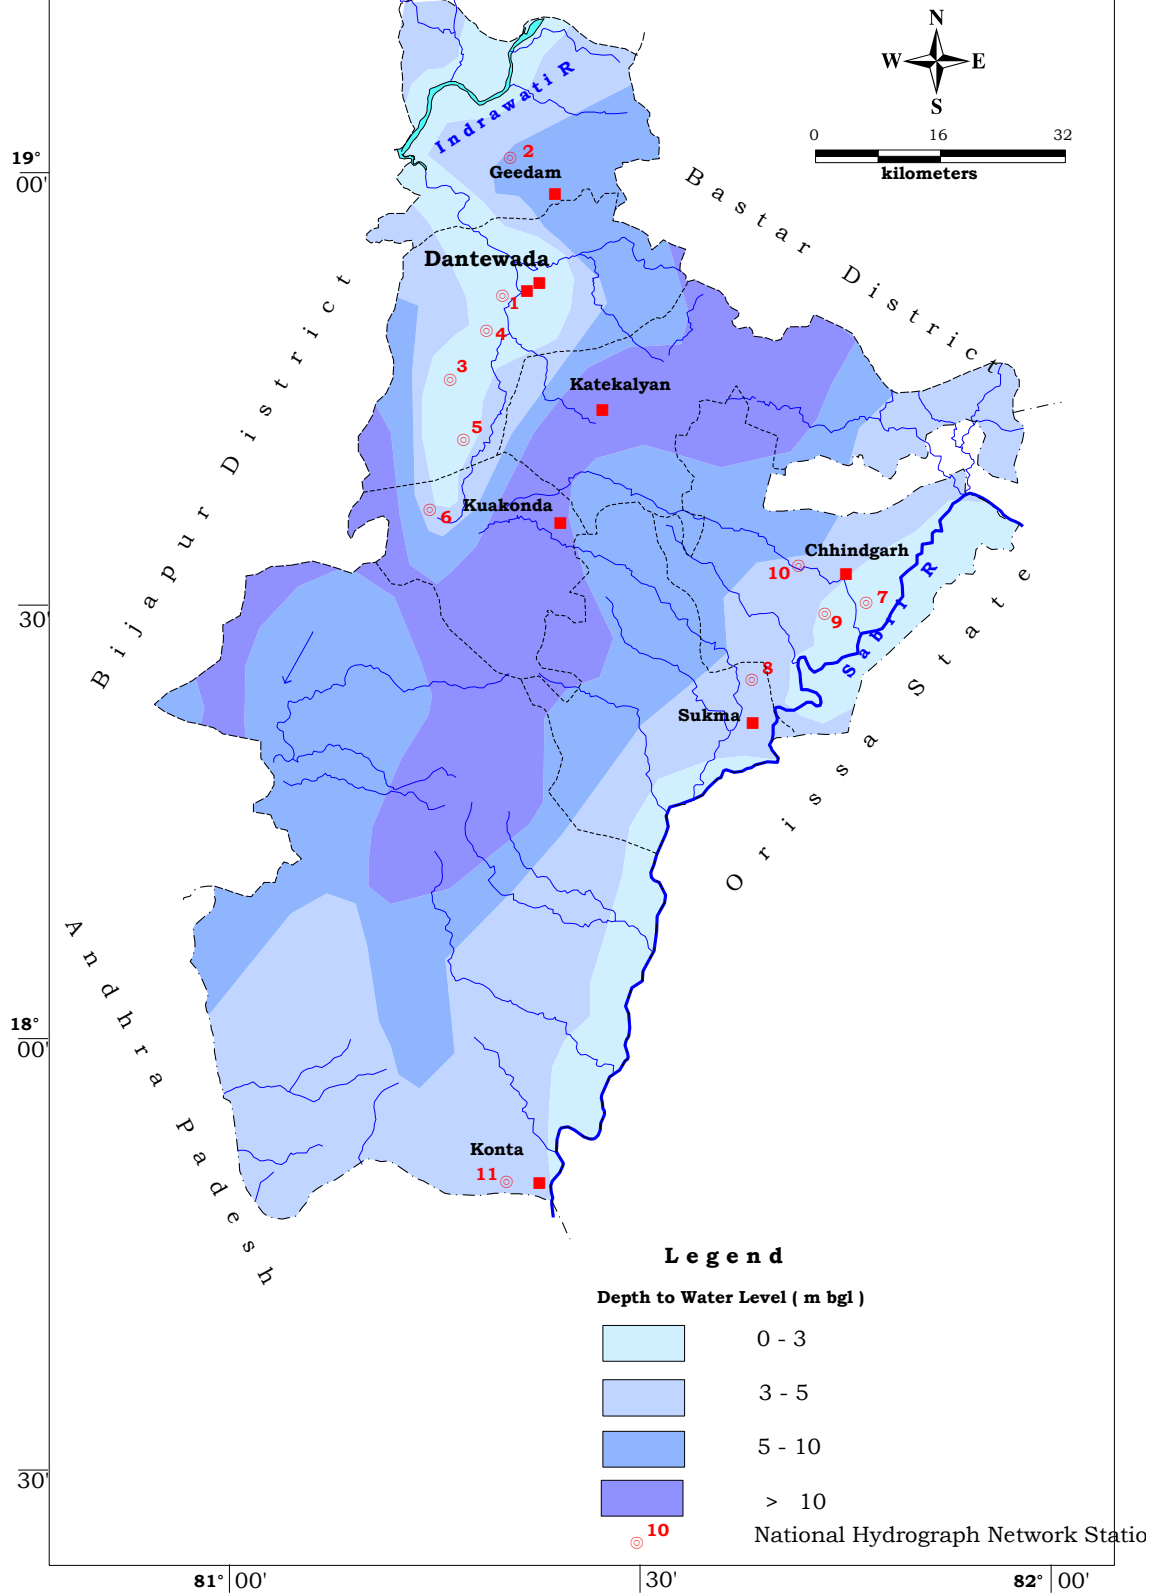 N
W E
S
0 16 32
kilometers
Indrawati R
19°
00'
2
Geedam
Bastar District
Dantewada
1
4
3
Katekalyan
5
Bijapur District
6
Kuakonda
Chhindgarh
10
7
9
Sabri R
30'
8
Sukma
Orissa State
Andhra Padesh
18°
00'
Konta
11
Legend
Depth to Water Level ( m bgl )
0 - 3
3 - 5
5 - 10
> 10
10
National Hydrograph Network Statio
30'
81° 00' 30' 82° 00'